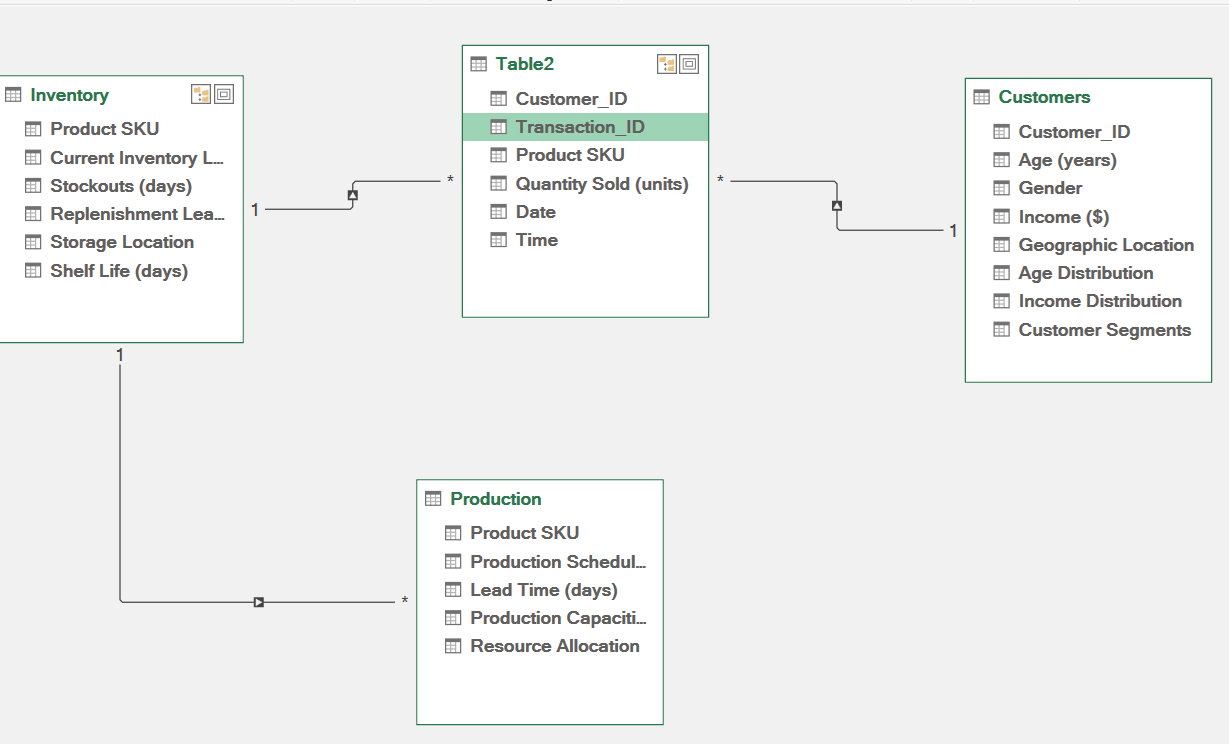 Inventory
Product SKU
Current Inventory L...
Stockouts (days)
Replenishment Lea...
Storage Location
Shelf Life (days)
1
*
Table2
Customer_ID
Transaction_ID
Product SKU
Quantity Sold (units)
Date
Time
*
1
Customers
Customer_ID
Age (years)
Gender
Income ($)
Geographic Location
Age Distribution
Income Distribution
Customer Segments
1
*
Production
Product SKU
Production Schedul...
Lead Time (days)
Production Capaciti...
Resource Allocation